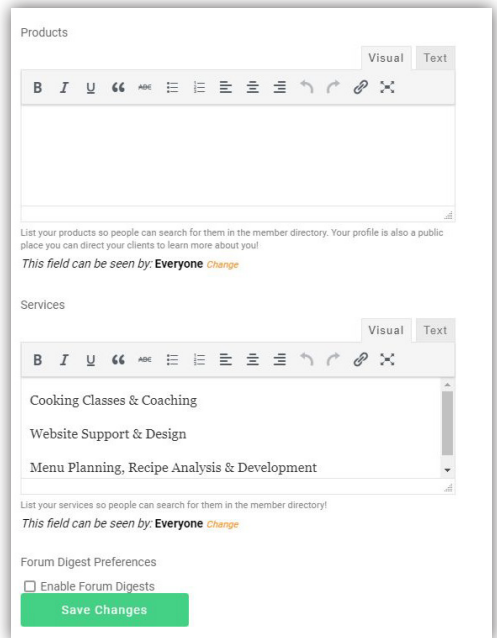 Products
Visual Text
B I U ABC
List your products so people can search for them in the member directory. Your profile is also a public
place you can direct your clients to learn more about you!
This field can be seen by: Everyone Change
Services
Visual Text
B I U ABC
Cooking Classes & Coaching
Website Support & Design
Menu Planning, Recipe Analysis & Development
List your services so people can search for them in the member directory!
This field can be seen by: Everyone Change
Forum Digest Preferences
Enable Forum Digests
Save Changes